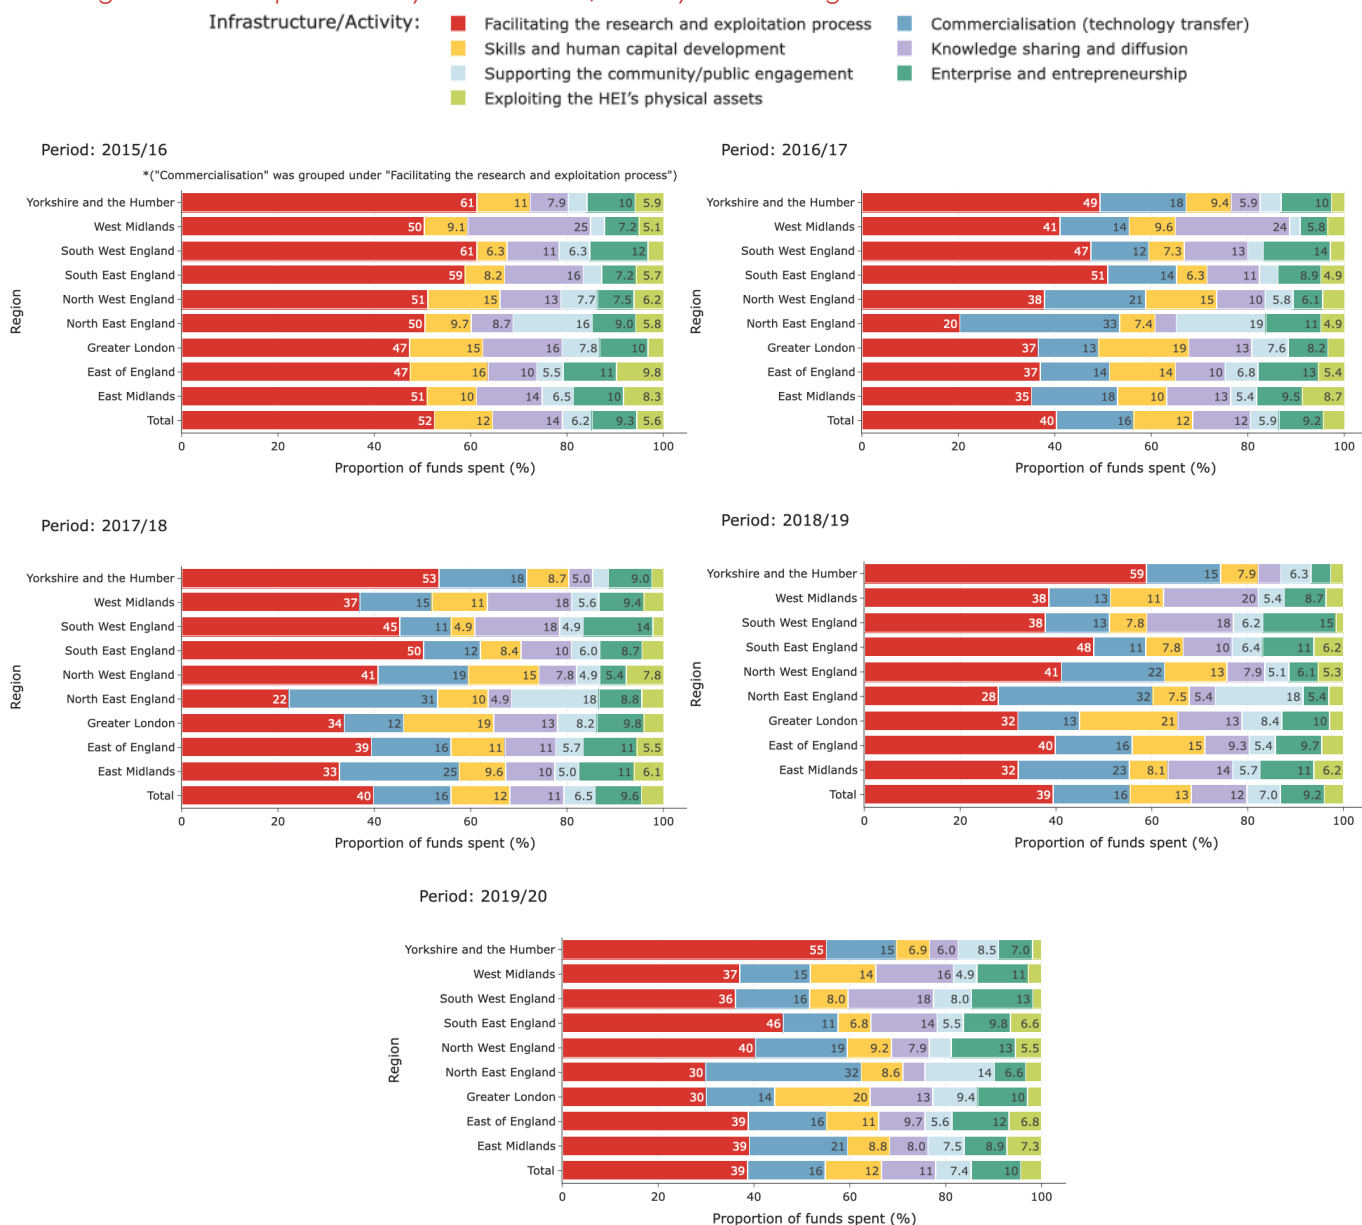 Infrastructure/Activity:
Facilitating the research and exploitation process
Commercialisation (technology transfer)
Skills and human capital development
Knowledge sharing and diffusion
Supporting the community/public engagement
Enterprise and entrepreneurship
Exploiting the HEI's physical assets
Period: 2015/16
*("Commercialisation" was grouped under "Facilitating the research and exploitation process")
Region
Yorkshire and the Humber 61 11 7.9 10 5.9
West Midlands 50 9.1 25 7.2 5.1
South West England 61 6.3 11 6.3 12
South East England 59 8.2 16 7.2 5.7
North West England 51 15 13 7.7 7.5 6.2
North East England 50 9.7 8.7 16 9.0 5.8
Greater London 47 15 16 7.8 10
East of England 47 16 10 5.5 11 9.8
East Midlands 51 10 14 6.5 10 8.3
Total 52 12 14 6.2 9.3 5.6
0 20 40 60 80 100
Proportion of funds spent (%)
Period: 2016/17
Region
Yorkshire and the Humber 49 18 9.4 5.9 10
West Midlands 41 14 9.6 24 5.8
South West England 47 12 7.3 13 14
South East England 51 14 6.3 11 8.9 4.9
North West England 38 21 15 10 5.8 6.1
North East England 20 33 7.4 19 11 4.9
Greater London 37 13 19 13 7.6 8.2
East of England 37 14 14 10 6.8 13 5.4
East Midlands 35 18 10 13 5.4 9.5 8.7
Total 40 16 12 12 5.9 9.2
0 20 40 60 80 100
Proportion of funds spent (%)
Period: 2017/18
Region
Yorkshire and the Humber 53 18 8.7 5.0 9.0
West Midlands 37 15 11 18 5.6 9.4
South West England 45 11 4.9 18 4.9 14
South East England 50 12 8.4 10 6.0 8.7
North West England 41 19 15 7.8 4.9 5.4 7.8
North East England 22 31 10 4.9 18 8.8
Greater London 34 12 19 13 8.2 9.8
East of England 39 16 11 11 5.7 11 5.5
East Midlands 33 25 9.6 10 5.0 11 6.1
Total 40 16 12 11 6.5 9.6
0 20 40 60 80 100
Proportion of funds spent (%)
Period: 2018/19
Region
Yorkshire and the Humber 59 15 7.9 6.3
West Midlands 38 13 11 20 5.4 8.7
South West England 38 13 7.8 18 6.2 15
South East England 48 11 7.8 10 6.4 11 6.2
North West England 41 22 13 7.9 5.1 6.1 5.3
North East England 28 32 7.5 5.4 18 5.4
Greater London 32 13 21 13 8.4 10
East of England 40 16 15 9.3 5.4 9.7
East Midlands 32 23 8.1 14 5.7 11 6.2
Total 39 16 13 12 7.0 9.2
0 20 40 60 80 100
Proportion of funds spent (%)
Period: 2019/20
Region
Yorkshire and the Humber 55 15 6.9 6.0 8.5 7.0
West Midlands 37 15 14 16 4.9 11
South West England 36 16 8.0 18 8.0 13
South East England 46 11 6.8 14 5.5 9.8 6.6
North West England 40 19 9.2 7.9 13 5.5
North East England 30 32 8.6 14 6.6
Greater London 30 14 20 13 9.4 10
East of England 39 16 11 9.7 5.6 12 6.8
East Midlands 39 21 8.8 8.0 7.5 8.9 7.3
Total 39 16 12 11 7.4 10
0 20 40 60 80 100
Proportion of funds spent (%)